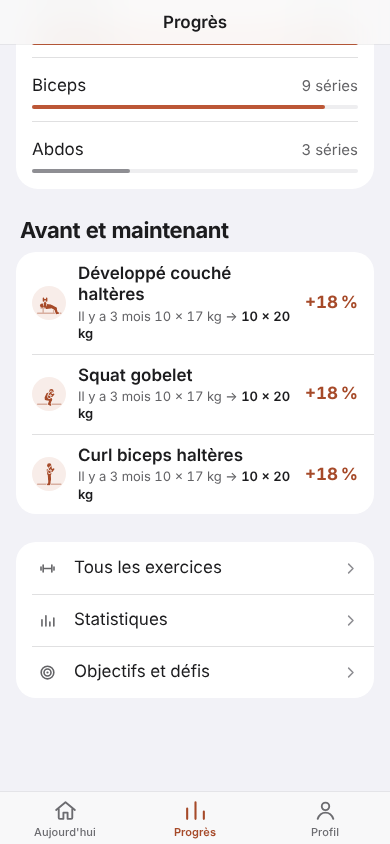 Progrès
Biceps 9 séries
Abdos 3 séries
Avant et maintenant
Développé couché
haltères
Il y a 3 mois 10 × 17 kg → 10 × 20
kg
+18 %
Squat gobelet
Il y a 3 mois 10 × 17 kg → 10 × 20
kg
+18 %
Curl biceps haltères
Il y a 3 mois 10 × 17 kg → 10 × 20
kg
+18 %
Tous les exercices
Statistiques
Objectifs et défis
Aujourd'hui Progrès Profil